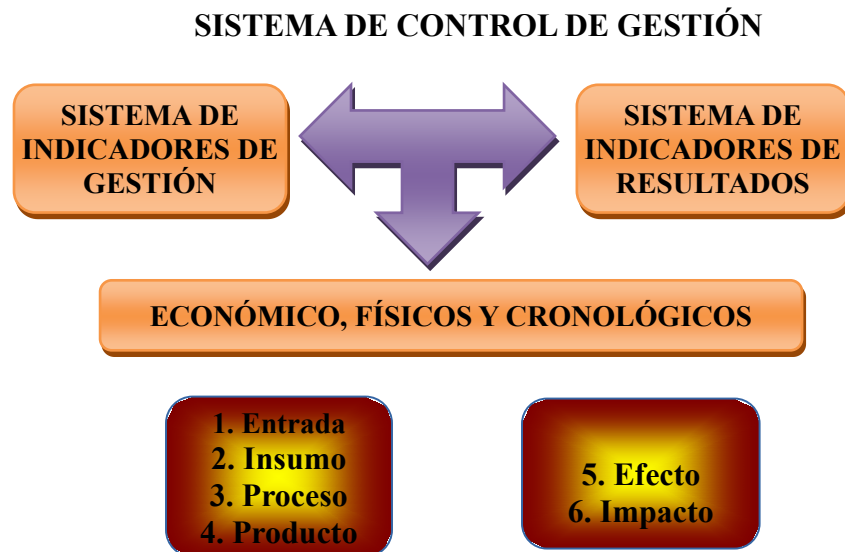 SISTEMA DE CONTROL DE GESTIÓN
SISTEMA DE
INDICADORES DE
GESTIÓN
SISTEMA DE
INDICADORES DE
RESULTADOS
ECONÓMICO, FÍSICOS Y CRONOLÓGICOS
1. Entrada
2. Insumo
3. Proceso
4. Producto
5. Efecto
6. Impacto